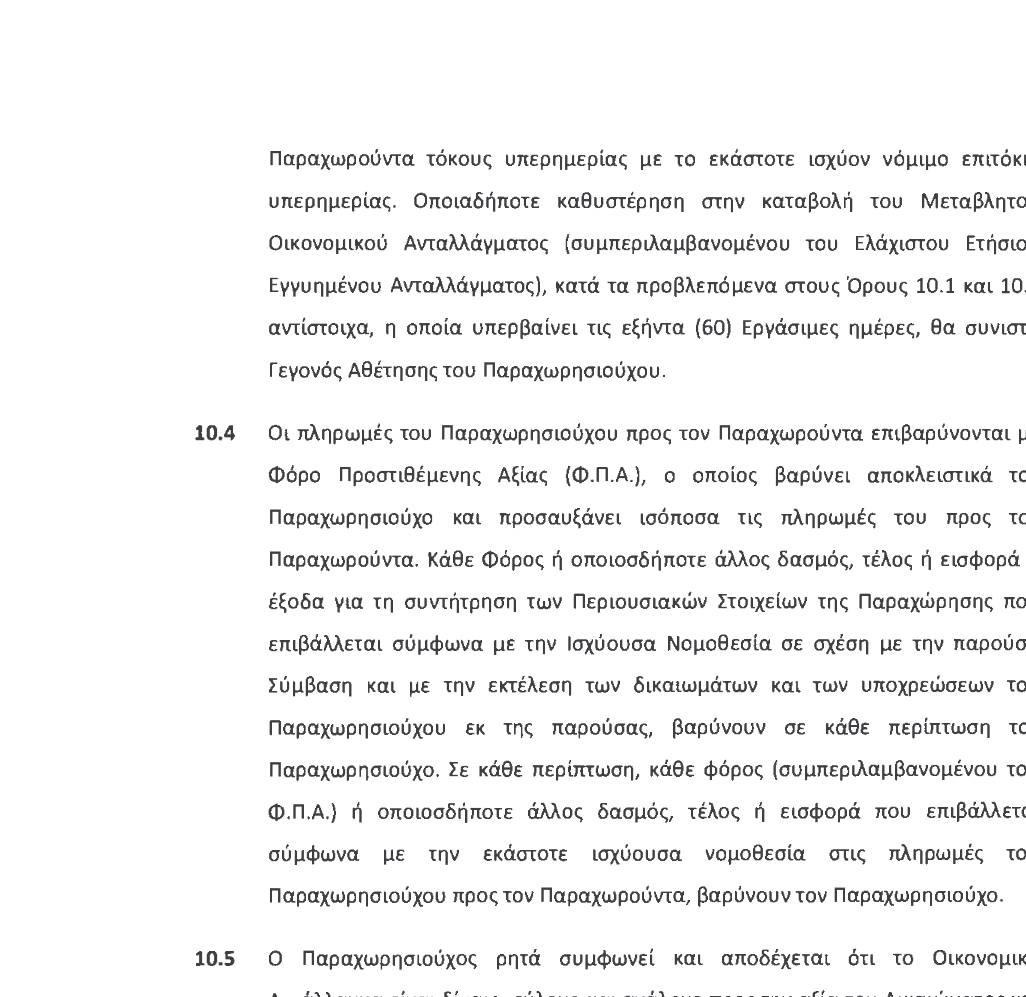 Παραχωρούντα τόκους υπερημερίας με το εκάστοτε ισχύον νόμιμο επιτόκι
υπερημερίας. Οποιαδήποτε καθυστέρηση στην καταβολή του Μεταβλητο
Οικονομικού Ανταλλάγματος (συμπεριλαμβανομένου του Ελάχιστου Ετήσιο
Εγγυημένου Ανταλλάγματος), κατά τα προβλεπόμενα στους Όρους 10.1 και 10.
αντίστοιχα, η οποία υπερβαίνει τις εξήντα (60) Εργάσιμες ημέρες, θα συνιστ
Γεγονός Αθέτησης του Παραχωρησιούχου.
10.4 Οι πληρωμές του Παραχωρησιούχου προς τον Παραχωρούντα επιβαρύνονται μ
Φόρο Προστιθέμενης Αξίας (Φ.Π.Α.), ο οποίος βαρύνει αποκλειστικά το
Παραχωρησιούχο και προσαυξάνει ισόποσα τις πληρωμές του προς το
Παραχωρούντα. Κάθε Φόρος ή οποιοσδήποτε άλλος δασμός, τέλος ή εισφορά
έξοδα για τη συντήτρηση των Περιουσιακών Στοιχείων της Παραχώρησης πο
επιβάλλεται σύμφωνα με την Ισχύουσα Νομοθεσία σε σχέση με την παρούσ
Σύμβαση και με την εκτέλεση των δικαιωμάτων και των υποχρεώσεων το
Παραχωρησιούχου εκ της παρούσας, βαρύνουν σε κάθε περίπτωση το
Παραχωρησιούχο. Σε κάθε περίπτωση, κάθε φόρος (συμπεριλαμβανομένου το
Φ.Π.Α.) ή οποιοσδήποτε άλλος δασμός, τέλος ή εισφορά που επιβάλλετα
σύμφωνα με την εκάστοτε ισχύουσα νομοθεσία στις πληρωμές το
Παραχωρησιούχου προς τον Παραχωρούντα, βαρύνουν τον Παραχωρησιούχο.
10.5 Ο Παραχωρησιούχος ρητά συμφωνεί και αποδέχεται ότι το Οικονομικ